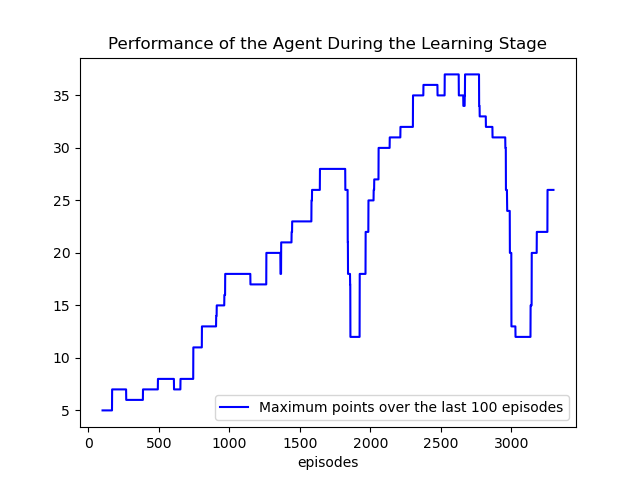 Performance of the Agent During the Learning Stage
35
30
25
20
15
10
5
Maximum points over the last 100 episodes
0 500 1000 1500 2000 2500 3000
episodes